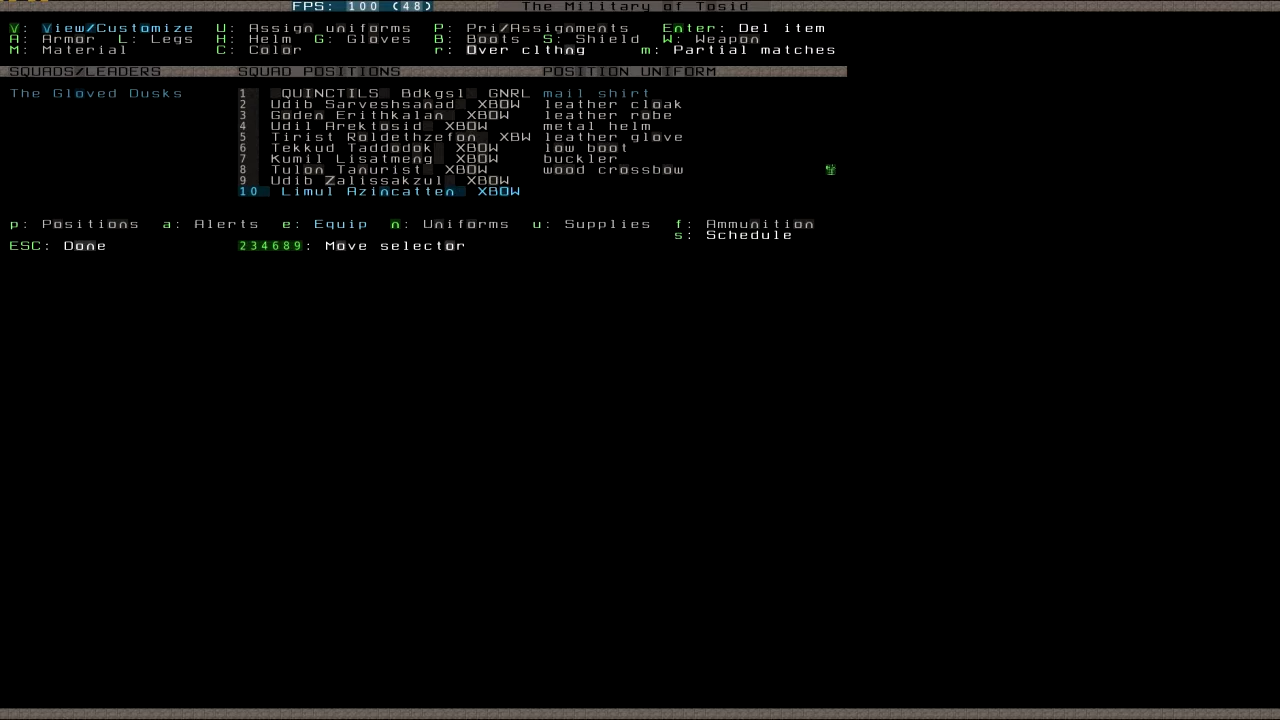 FPS: 100 (48) The Military of Tosid
V: View/Customize U: Assign uniforms P: Pri/Assignments Enter: Del item
A: Armor L: Legs H: Helm G: Gloves B: Boots S: Shield W: Weapon
M: Material C: Color r: Over clthng m: Partial matches
SQUADS/LEADERS SQUAD POSITIONS POSITION UNIFORM
The Gloved Dusks 1 QUINCTILS Bdkgsl GNRL mail shirt
2 Udib Sarveshsanad XBOW leather cloak
3 Goden Erithkalan XBOW leather robe
4 Udil Arektosid XBOW metal helm
5 Tirist Roldethzefon XBW leather glove
6 Tekkud Taddodok XBOW low boot
7 Kumil Lisatmeng XBOW buckler
8 Tulon Tanurist XBOW wood crossbow
9 Udib Zalissakzul XBOW
10 Limul Azincatten XBOW
p: Positions a: Alerts e: Equip n: Uniforms u: Supplies f: Ammunition
s: Schedule
ESC: Done 234689: Move selector